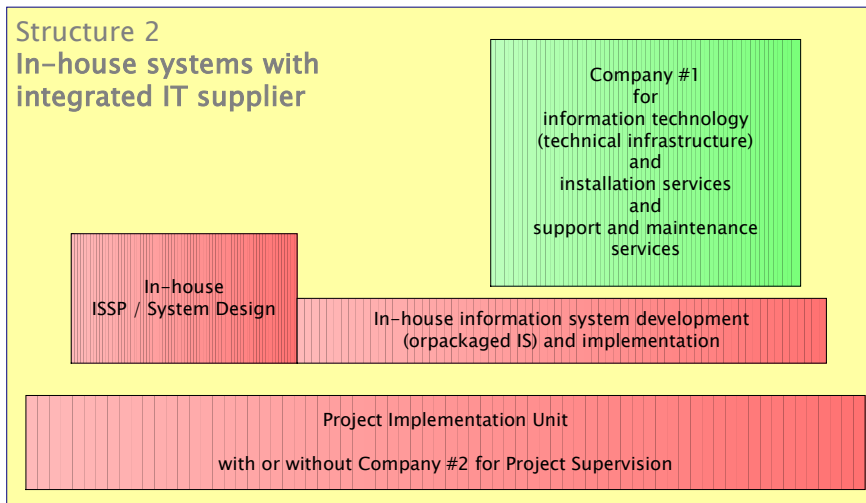 Structure 2
In-house systems with
integrated IT supplier
Company #1
for
information technology
(technical infrastructure)
and
installation services
and
support and maintenance
services
In-house
ISSP / System Design
In-house information system development
(orpackaged IS) and implementation
Project Implementation Unit
with or without Company #2 for Project Supervision